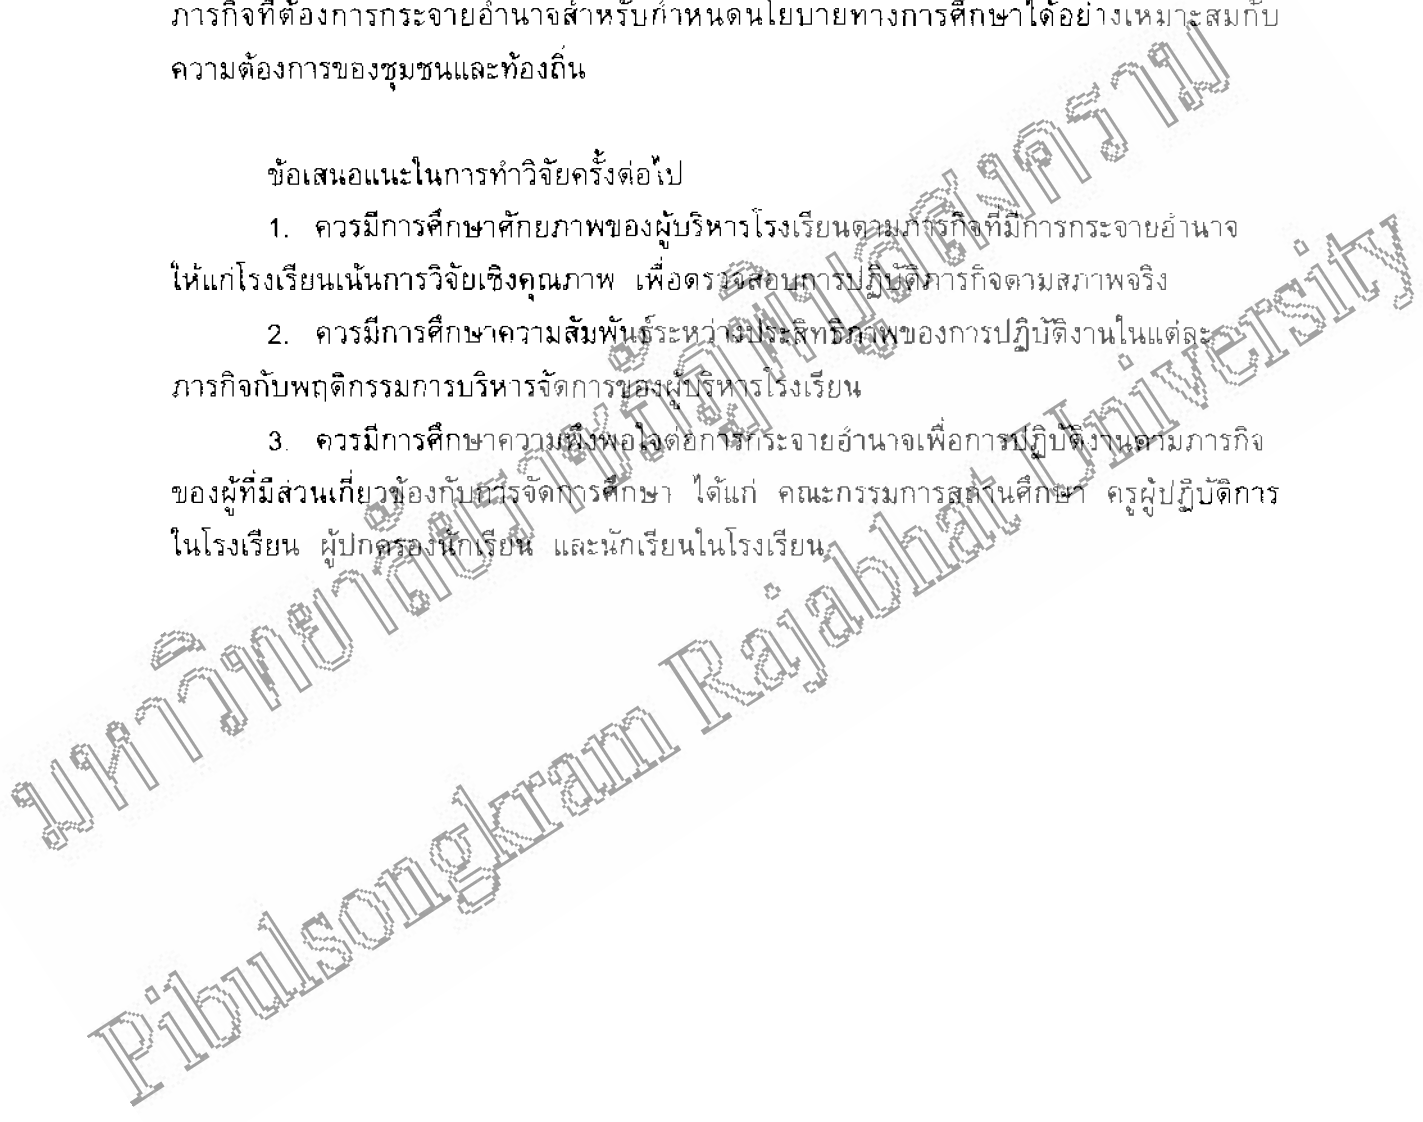 ภารกิจที่ต้องการกระจายอำนาจสำหรับกำหนดนโยบายทางการศึกษาได้อย่างเหมาะสมกับ
ความต้องการของชุมชนและท้องถิ่น
ข้อเสนอแนะในการทำวิจัยครั้งต่อไป
1. ควรมีการศึกษาศักยภาพของผู้บริหารโรงเรียนตามภารกิจที่มีการกระจายอำนาจ
ให้แก่โรงเรียนเน้นการวิจัยเชิงคุณภาพ เพื่อตรวจสอบการปฏิบัติภารกิจตามสภาพจริง
2. ควรมีการศึกษาความสัมพันธ์ระหว่างประสิทธิภาพของการปฏิบัติงานในแต่ละ
ภารกิจกับพฤติกรรมการบริหารจัดการของผู้บริหารโรงเรียน
3. ควรมีการศึกษาความพึงพอใจต่อการกระจายอำนาจเพื่อการปฏิบัติงานตามภารกิจ
ของผู้ที่มีส่วนเกี่ยวข้องกับการจัดการศึกษา ได้แก่ คณะกรรมการสถานศึกษา ครูผู้ปฏิบัติการ
ในโรงเรียน ผู้ปกครองนักเรียน และนักเรียนในโรงเรียน
มหาวิทยาลัยราชภัฏพิบูลสงคราม
Pibulsongkram Rajabhat University